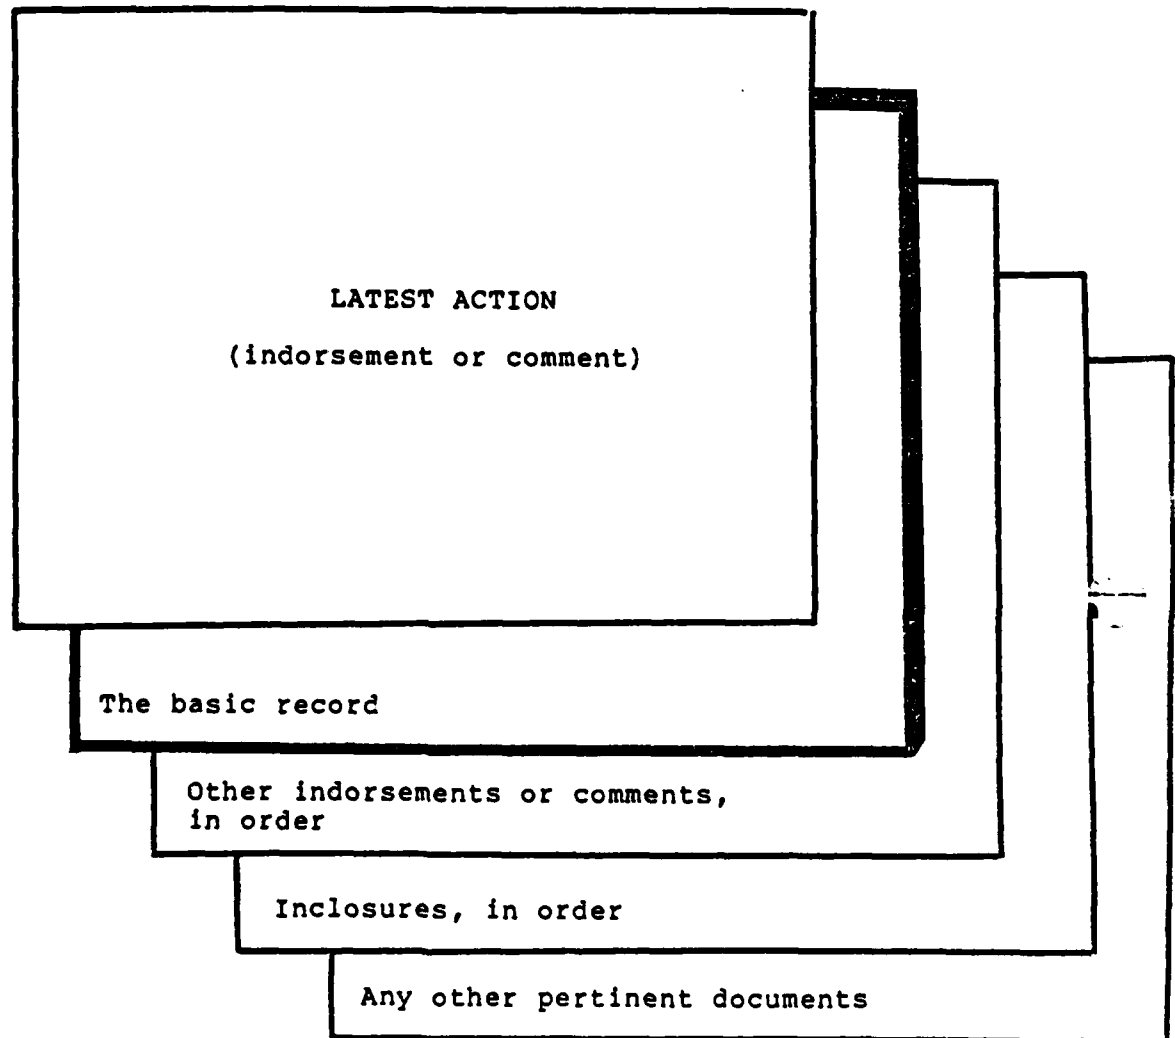 LATEST ACTION
(indorsement or comment)
The basic record
Other indorsements or comments,
in order
Inclosures, in order
Any other pertinent documents